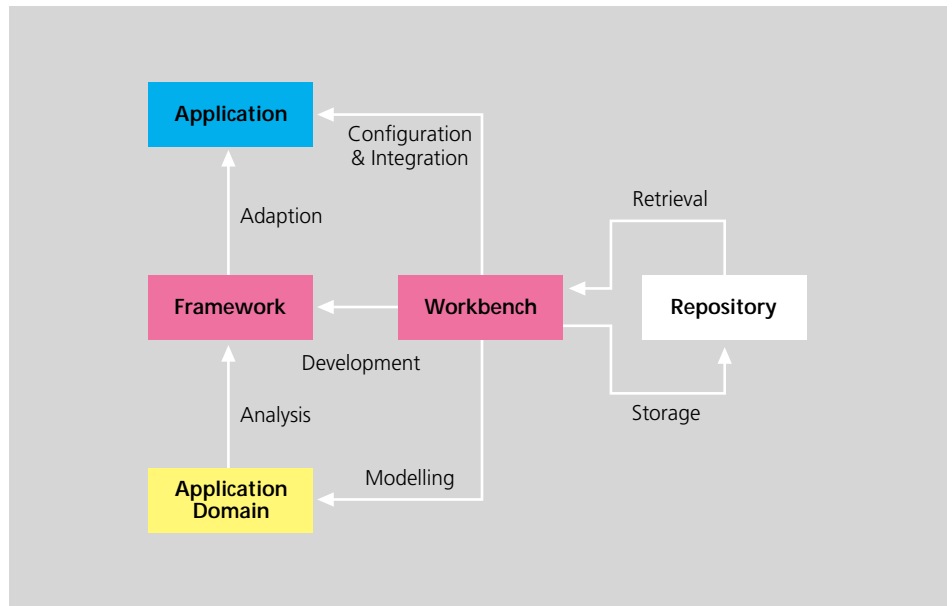 Application
Configuration
& Integration
Retrieval
Adaption
Framework
Workbench
Repository
Development
Analysis
Storage
Modelling
Application
Domain